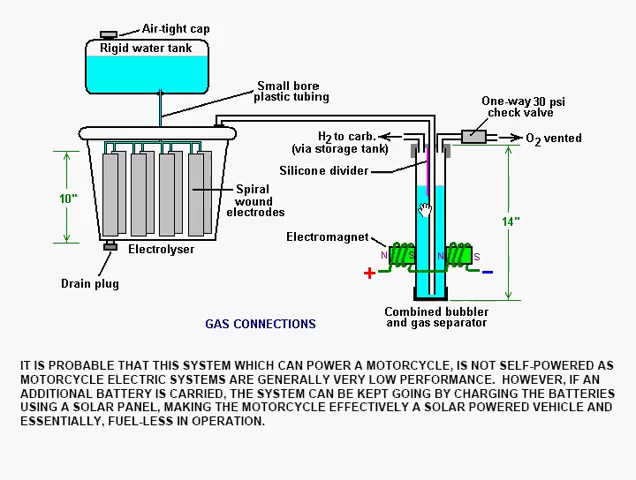 Air-tight cap
Rigid water tank
Small bore
plastic tubing
One-way 30 psi
check valve
H2 to carb.
(via storage tank)
O2 vented
Silicone divider
10"
Spiral
wound
electrodes
14"
Electromagnet
N S N S
+ −
Electrolyser
Drain plug
Combined bubbler
and gas separator
GAS CONNECTIONS
IT IS PROBABLE THAT THIS SYSTEM WHICH CAN POWER A MOTORCYCLE, IS NOT SELF-POWERED AS
MOTORCYCLE ELECTRIC SYSTEMS ARE GENERALLY VERY LOW PERFORMANCE. HOWEVER, IF AN
ADDITIONAL BATTERY IS CARRIED, THE SYSTEM CAN BE KEPT GOING BY CHARGING THE BATTERIES
USING A SOLAR PANEL, MAKING THE MOTORCYCLE EFFECTIVELY A SOLAR POWERED VEHICLE AND
ESSENTIALLY, FUEL-LESS IN OPERATION.